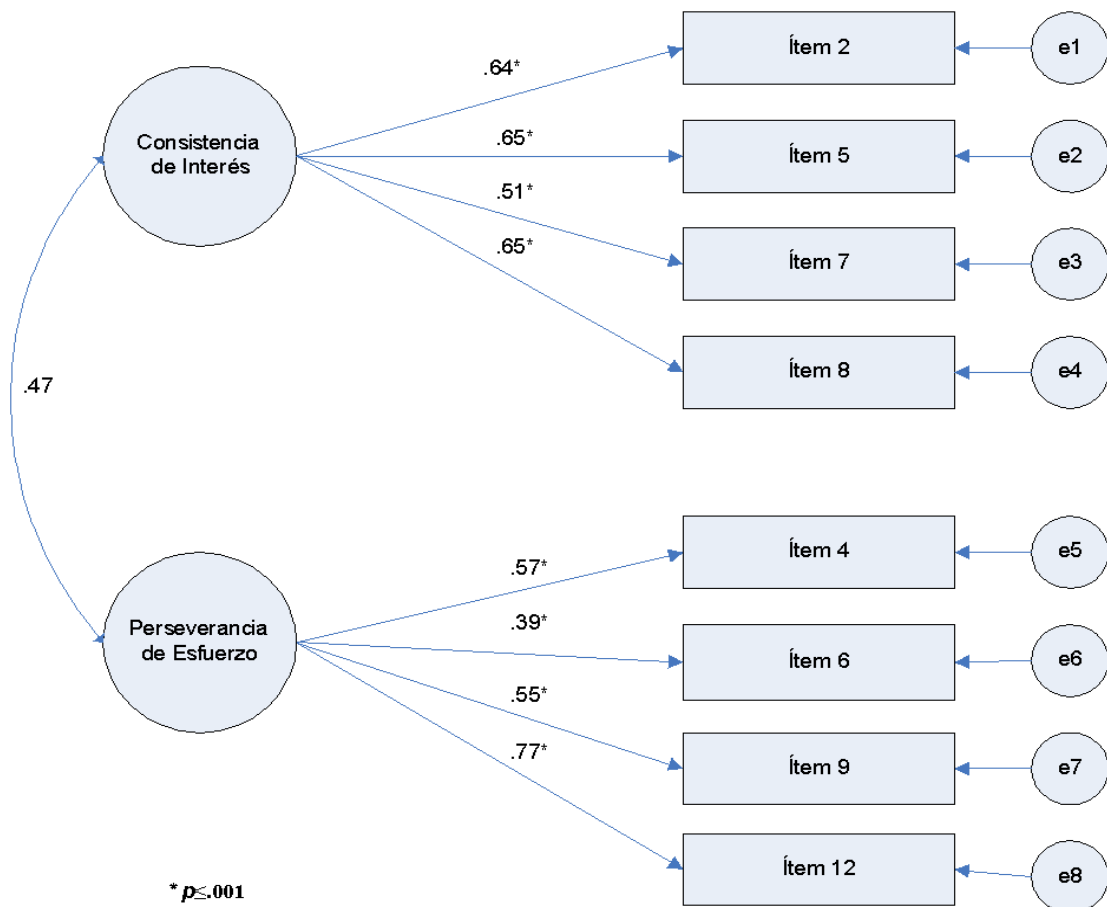 Ítem 2
e1
.64*
Consistencia
de Interés
.65*
Ítem 5
e2
.51*
Ítem 7
e3
.65*
Ítem 8
e4
.47
Ítem 4
e5
.57*
Perseverancia
de Esfuerzo
.39*
Ítem 6
e6
.55*
Ítem 9
e7
.77*
Ítem 12
e8
* p≤.001